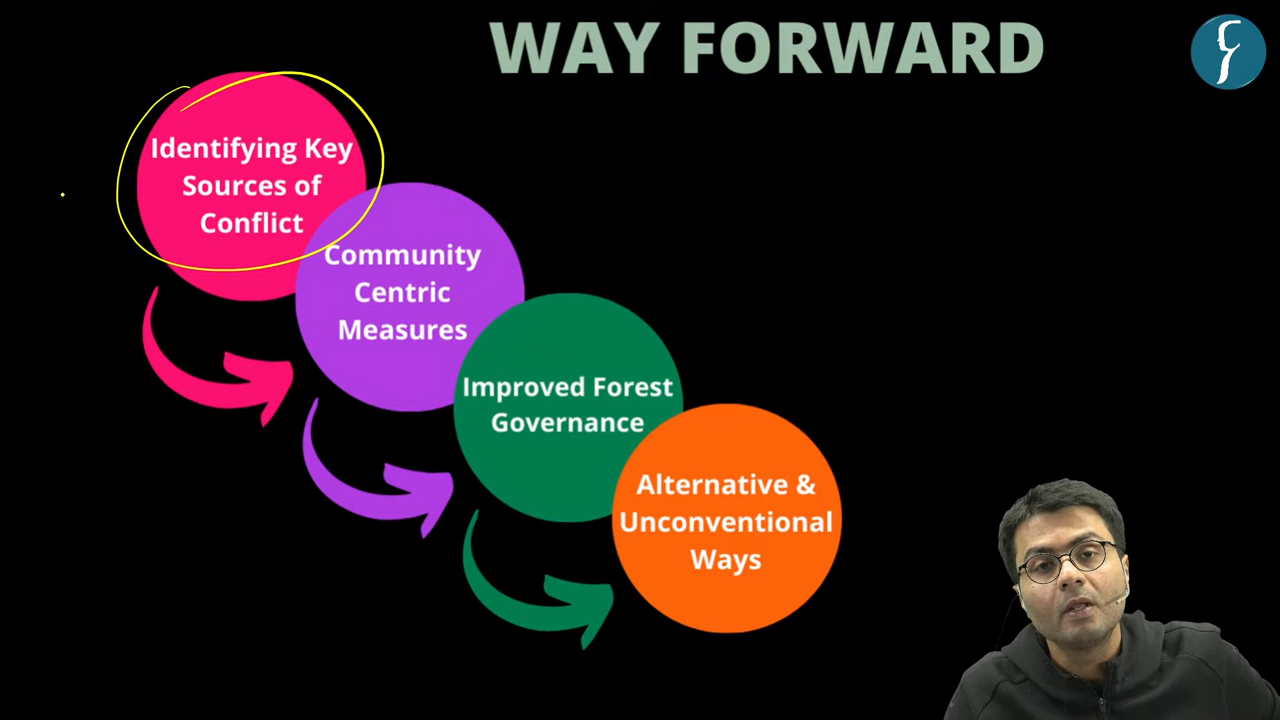 WAY FORWARD
Identifying Key
Sources of
Conflict
Community
Centric
Measures
Improved Forest
Governance
Alternative &
Unconventional
Ways